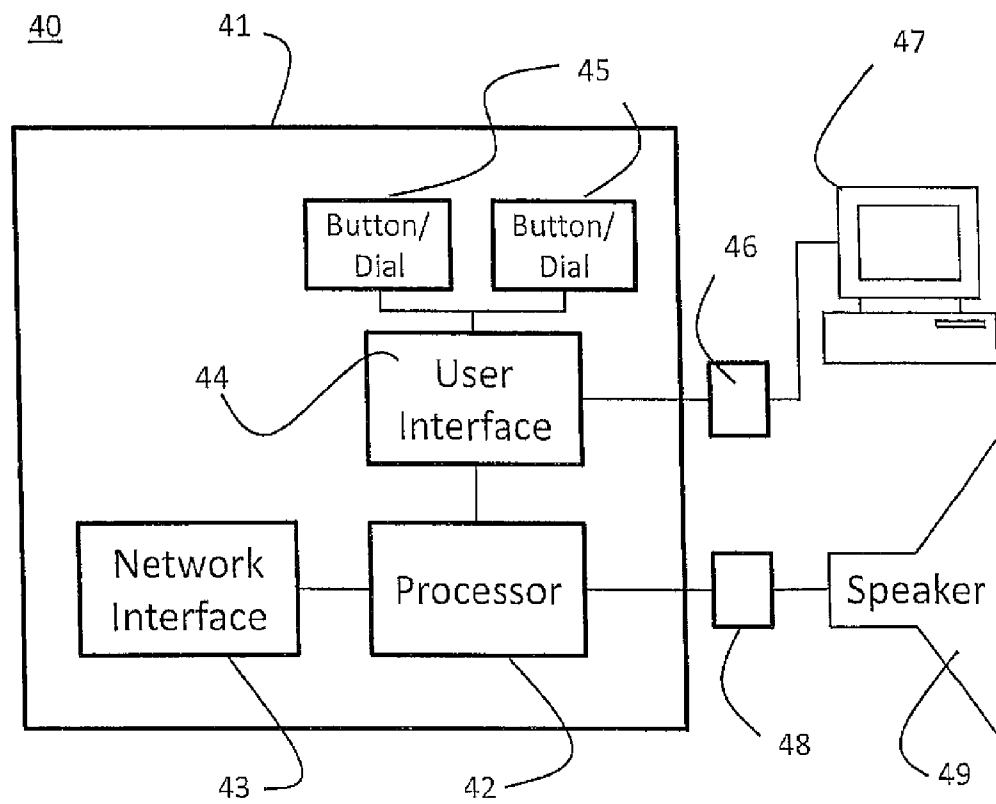 40
41
45
47
Button/
Dial
Button/
Dial
46
44
User
Interface
Network
Interface
Processor
Speaker
43
42
48
49